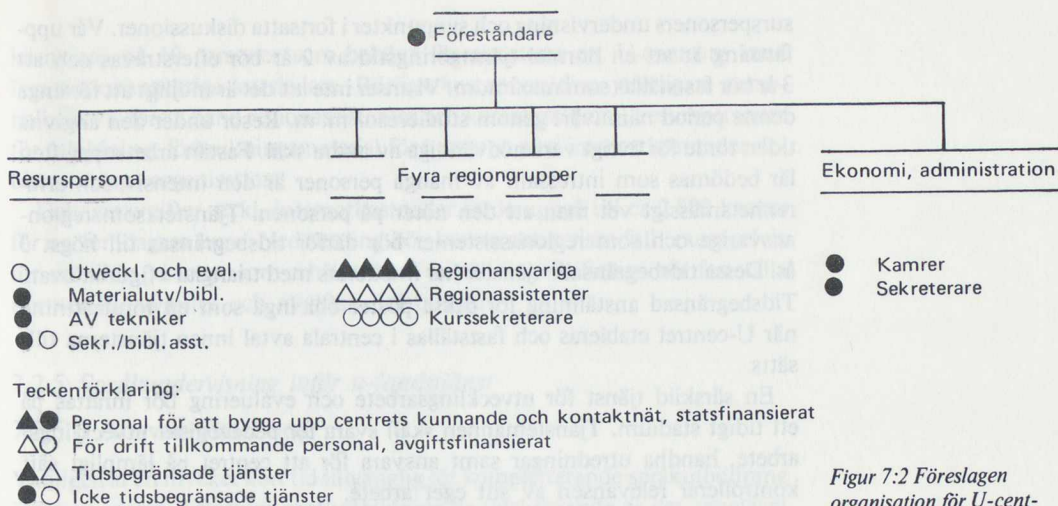 ● Föreståndare
Resurspersonal
Fyra regiongrupper
Ekonomi, administration
○ Utveckl. och eval.
● Materialutv/bibl.
● AV tekniker
●○ Sekr./bibl.asst.
▲▲▲▲ Regionansvariga
△△△△ Regionassistenter
○○○○ Kurssekreterare
● Kamrer
● Sekreterare
Teckenförklaring:
▲● Personal för att bygga upp centrets kunnande och kontaktnät, statsfinansierat
△○ För drift tillkommande personal, avgiftsfinansierat
▲△ Tidsbegränsade tjänster
●○ Icke tidsbegränsade tjänster
Figur 7:2 Föreslagen
organisation för U-cent-